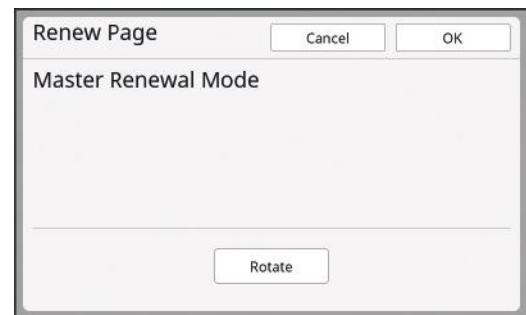 Renew Page
Cancel
OK
Master Renewal Mode
Rotate